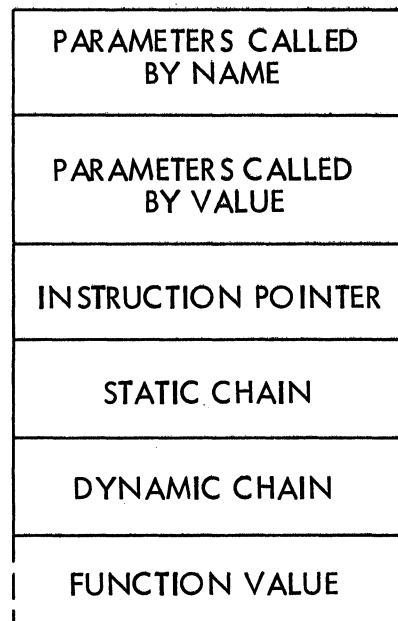 PARAMETERS CALLED
BY NAME
PARAMETERS CALLED
BY VALUE
INSTRUCTION POINTER
STATIC CHAIN
DYNAMIC CHAIN
FUNCTION VALUE